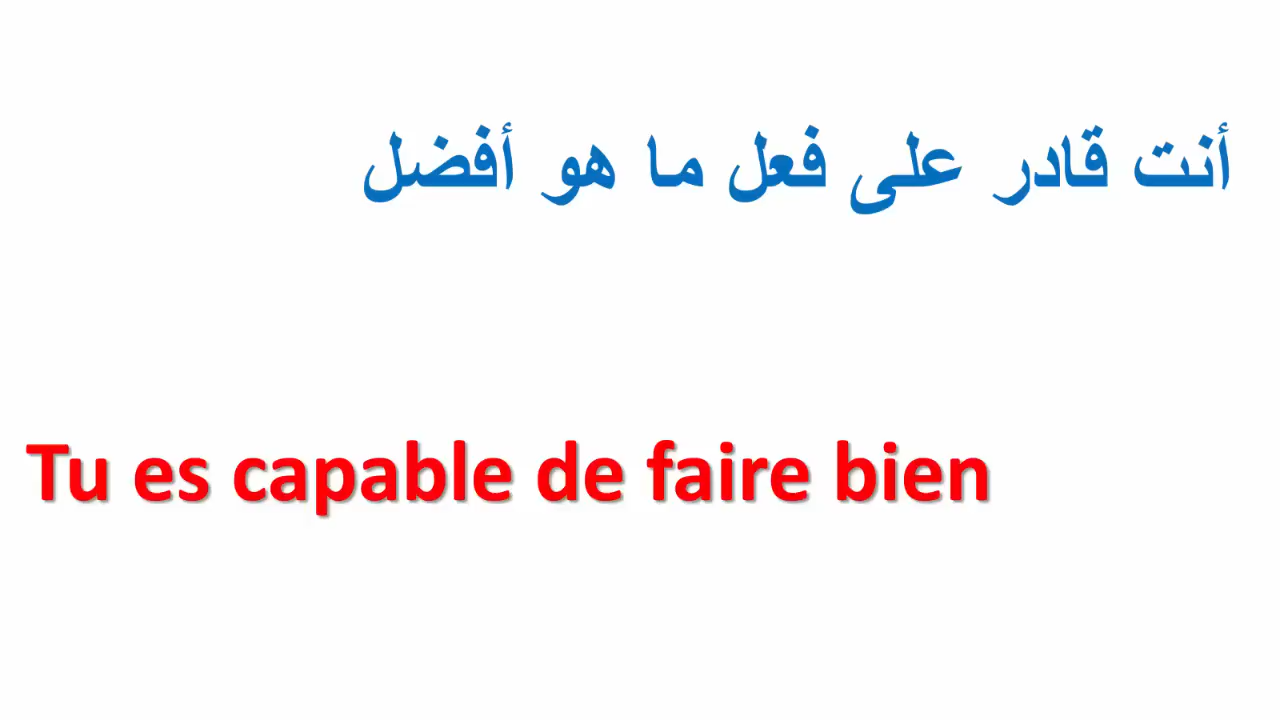 أنت قادر على فعل ما هو أفضل
Tu es capable de faire bien